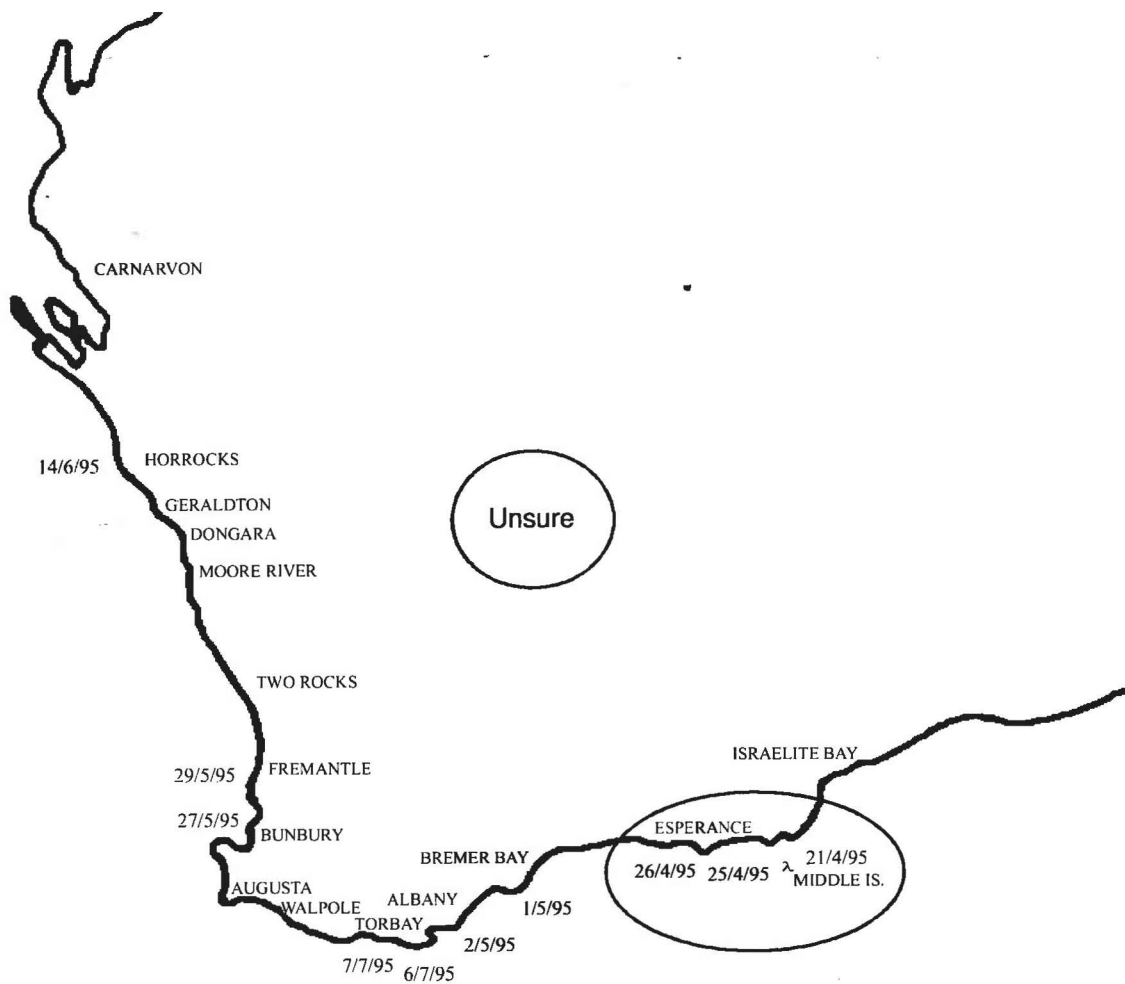 CARNARVON
HORROCKS
14/6/95
GERALDTON
Unsure
DONGARA
MOORE RIVER
TWO ROCKS
ISRAELITE BAY
FREMANTLE
29/5/95
27/5/95
BUNBURY
ESPERANCE
BREMER BAY
21/4/95
26/4/95
25/4/95
λ
MIDDLE IS.
AUGUSTA
WALPOLE
ALBANY
1/5/95
TORBAY
2/5/95
7/7/95
6/7/95